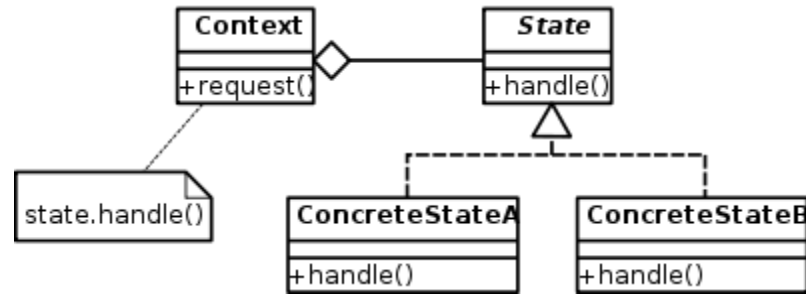 Context
+request()
State
+handle()
state.handle()
ConcreteStateA
+handle()
ConcreteStateB
+handle()